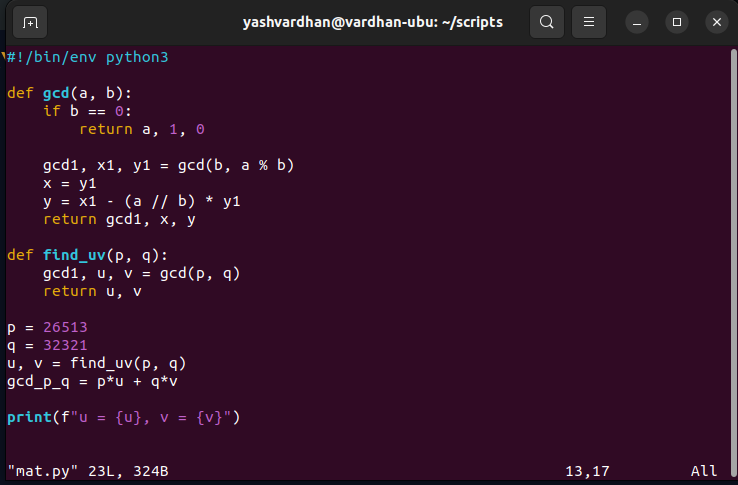 yashvardhan@vardhan-ubu: ~/scripts
#!/bin/env python3

def gcd(a, b):
    if b == 0:
        return a, 1, 0

    gcd1, x1, y1 = gcd(b, a % b)
    x = y1
    y = x1 - (a // b) * y1
    return gcd1, x, y

def find_uv(p, q):
    gcd1, u, v = gcd(p, q)
    return u, v

p = 26513
q = 32321
u, v = find_uv(p, q)
gcd_p_q = p*u + q*v

print(f"u = {u}, v = {v}")

"mat.py" 23L, 324B 13,17 All